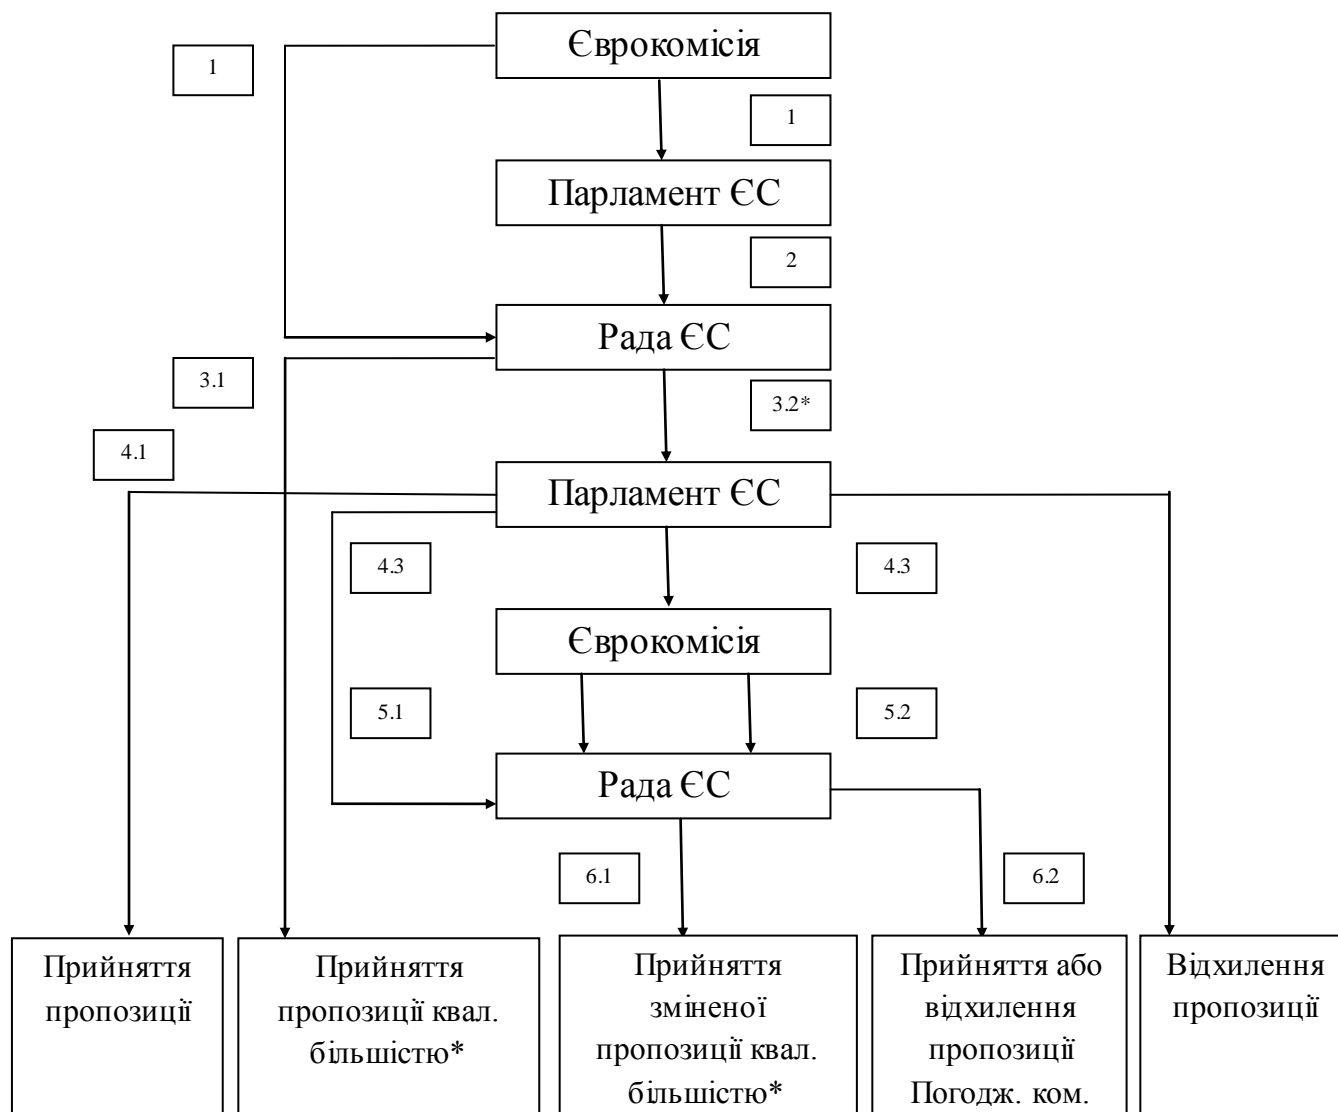 Єврокомісія
1
1
Парламент ЄС
2
Рада ЄС
3.1
3.2*
4.1
Парламент ЄС
4.3
4.3
Єврокомісія
5.1
5.2
Рада ЄС
6.1
6.2
Прийняття
пропозиції
Прийняття
пропозиції квал.
більшістю*
Прийняття
зміненої
пропозиції квал.
більшістю*
Прийняття або
відхилення
пропозиції
Погодж. ком.
Відхилення
пропозиції